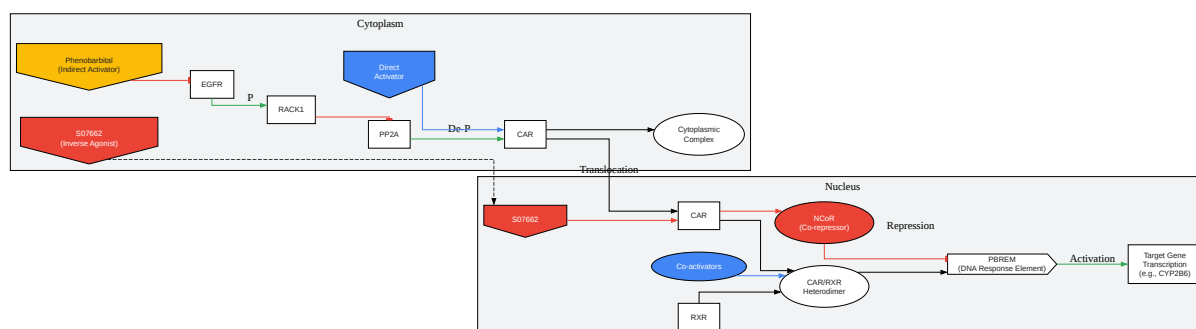 Cytoplasm
Phenobarbital
(Indirect Activator)
EGFR
P
RACK1
Direct
Activator
S07662
(Inverse Agonist)
PP2A
De-P
CAR
Cytoplasmic
Complex
Translocation
Nucleus
S07662
CAR
NCoR
(Co-repressor)
Repression
Co-activators
CAR/RXR
Heterodimer
RXR
PBREM
(DNA Response Element)
Activation
Target Gene
Transcription
(e.g., CYP2B6)